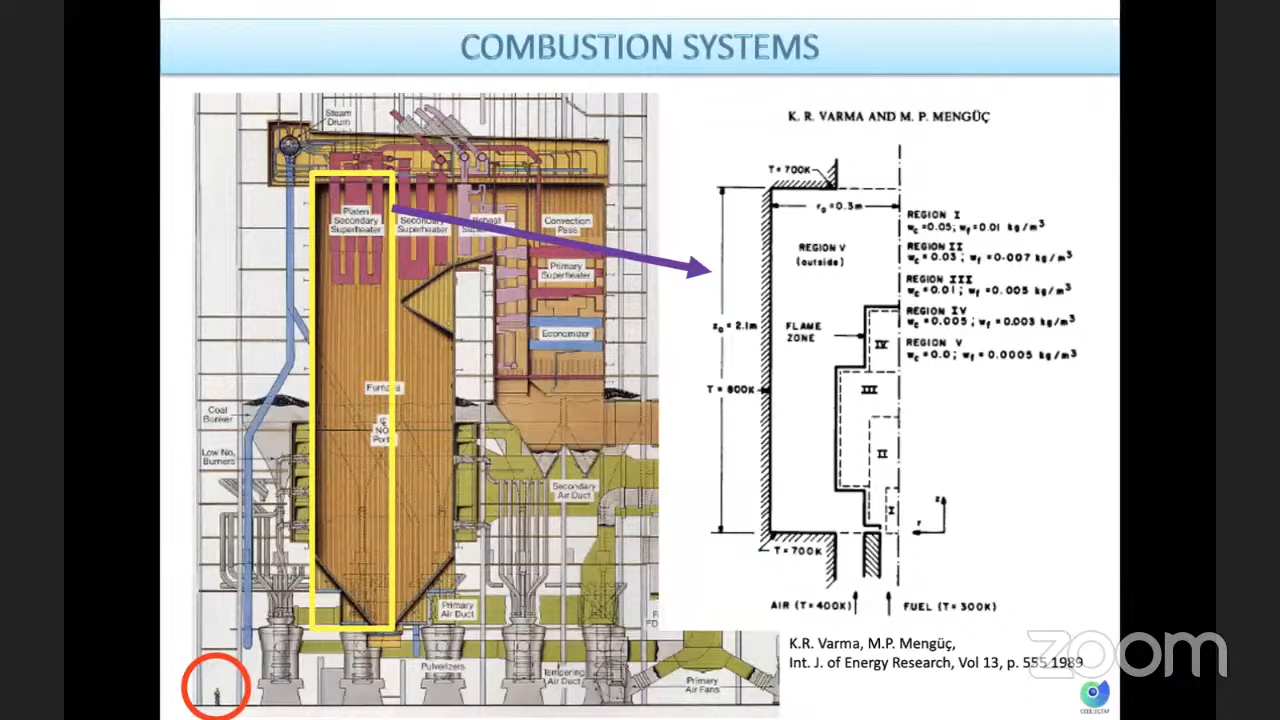 COMBUSTION SYSTEMS
Steam
Drum
Platen
Secondary
Superheater
Secondary
Superheater
Reheat
Convection
Pass
Primary
Superheater
Economizer
Furnace
NO
Port
Coal
Bunker
Low No,
Burners
Secondary
Air Duct
Primary
Air Duct
Pulverizers
Tempering
Air Duct
Primary
Air Fans
K. R. VARMA AND M. P. MENGÜÇ
T = 700K
r₀ = 0.3m
REGION V
(outside)
z₀ = 2.1m
FLAME
ZONE
T = 800K
IV
III
II
I
z
r
T = 700K
AIR (T = 400K)
FUEL (T = 300K)
REGION I
w_c = 0.05; w_f = 0.01 kg/m³
REGION II
w_c = 0.03; w_f = 0.007 kg/m³
REGION III
w_c = 0.01; w_f = 0.005 kg/m³
REGION IV
w_c = 0.005; w_f = 0.003 kg/m³
REGION V
w_c = 0.0; w_f = 0.0005 kg/m³
K.R. Varma, M.P. Mengüç,
Int. J. of Energy Research, Vol 13, p. 555 1989
zoom